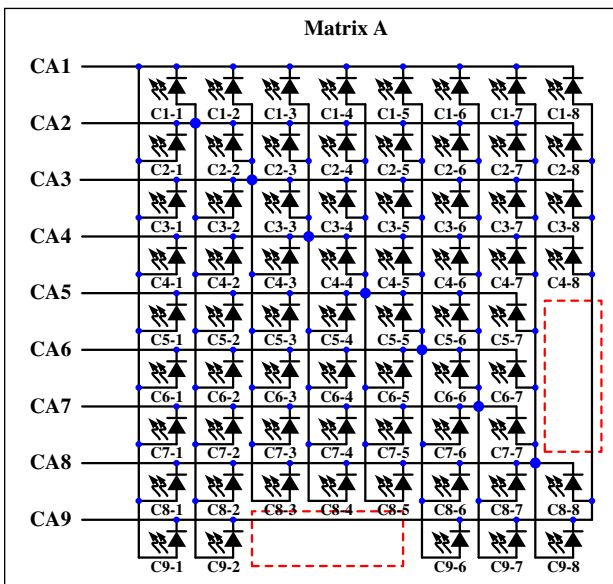 Matrix A
CA1
C1-1 C1-2 C1-3 C1-4 C1-5 C1-6 C1-7 C1-8
CA2
C2-1 C2-2 C2-3 C2-4 C2-5 C2-6 C2-7 C2-8
CA3
C3-1 C3-2 C3-3 C3-4 C3-5 C3-6 C3-7 C3-8
CA4
C4-1 C4-2 C4-3 C4-4 C4-5 C4-6 C4-7 C4-8
CA5
C5-1 C5-2 C5-3 C5-4 C5-5 C5-6 C5-7
CA6
C6-1 C6-2 C6-3 C6-4 C6-5 C6-6 C6-7
CA7
C7-1 C7-2 C7-3 C7-4 C7-5 C7-6 C7-7
CA8
C8-1 C8-2 C8-3 C8-4 C8-5 C8-6 C8-7 C8-8
CA9
C9-1 C9-2 C9-6 C9-7 C9-8